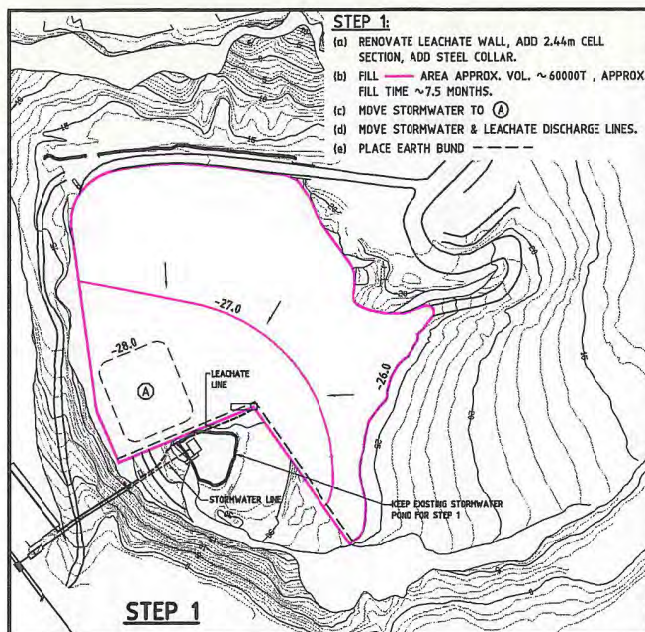 STEP 1:
(a) RENOVATE LEACHATE WALL, ADD 2.44m CELL
SECTION, ADD STEEL COLLAR.
(b) FILL AREA APPROX. VOL. ~60000T , APPROX
FILL TIME ~7.5 MONTHS.
(c) MOVE STORMWATER TO (A)
(d) MOVE STORMWATER & LEACHATE DISCHARGE LINES.
(e) PLACE EARTH BUND
~27.0
~28.0
~26.0
A
LEACHATE
LINE
STORMWATER LINE
KEEP EXISTING STORMWATER
POND FOR STEP 1
STEP 1